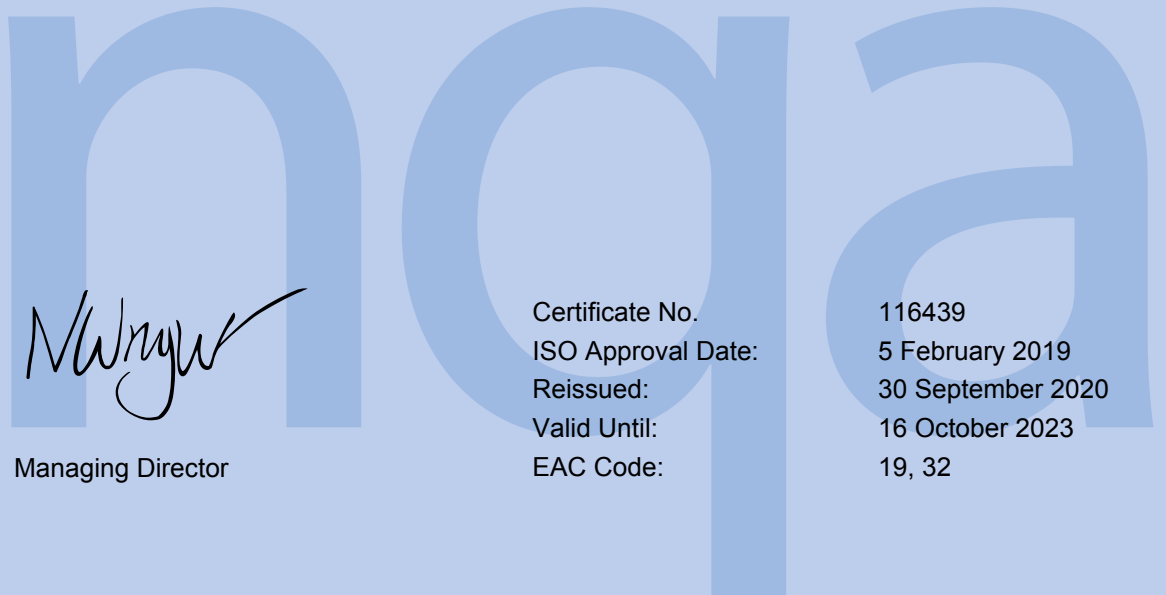 nqa
Certificate No. 116439
ISO Approval Date: 5 February 2019
Reissued: 30 September 2020
Valid Until: 16 October 2023
Managing Director
EAC Code: 19, 32